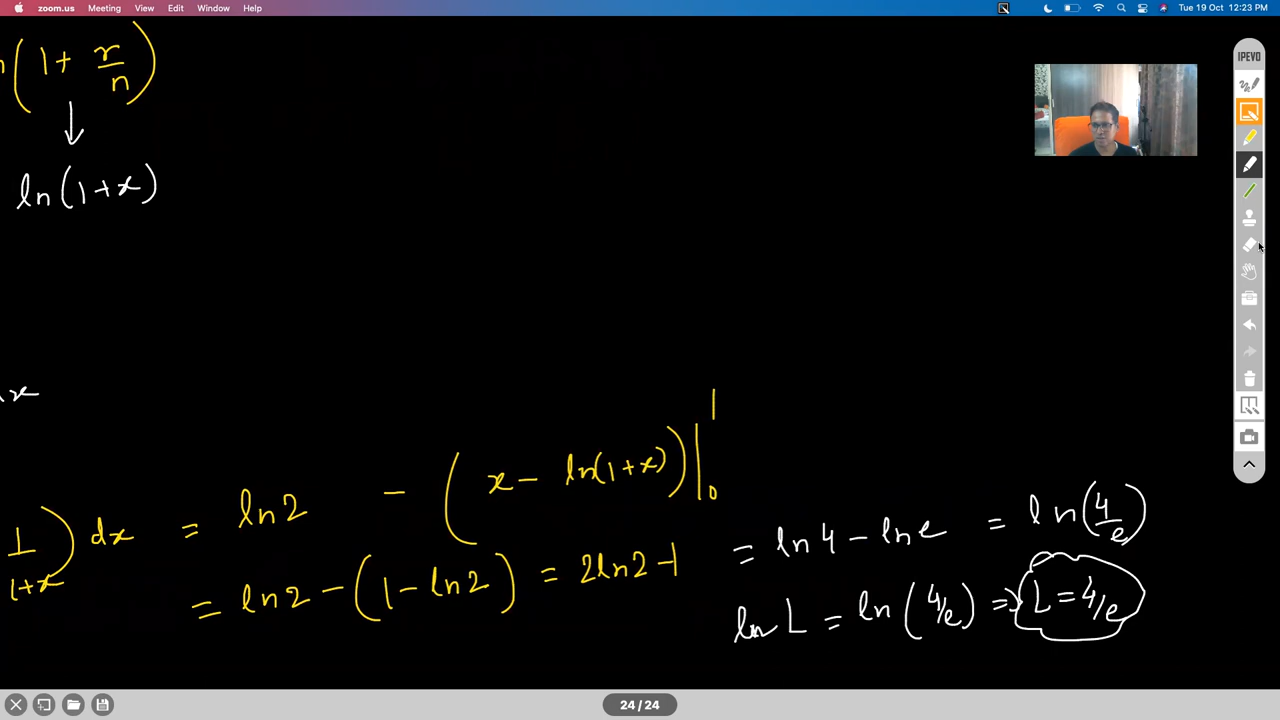 zoom.us Meeting View Edit Window Help Tue 19 Oct 12:23 PM
IPEVO
(1 + r/n)
↓
ln(1+x)
dx
1/(1+x)) dx = ln2 - (x - ln(1+x))|₀¹
= ln2 - (1 - ln2) = 2ln2-1
= ln4 - lne = ln(4/e)
ln L = ln(4/e) => L = 4/e
24 / 24